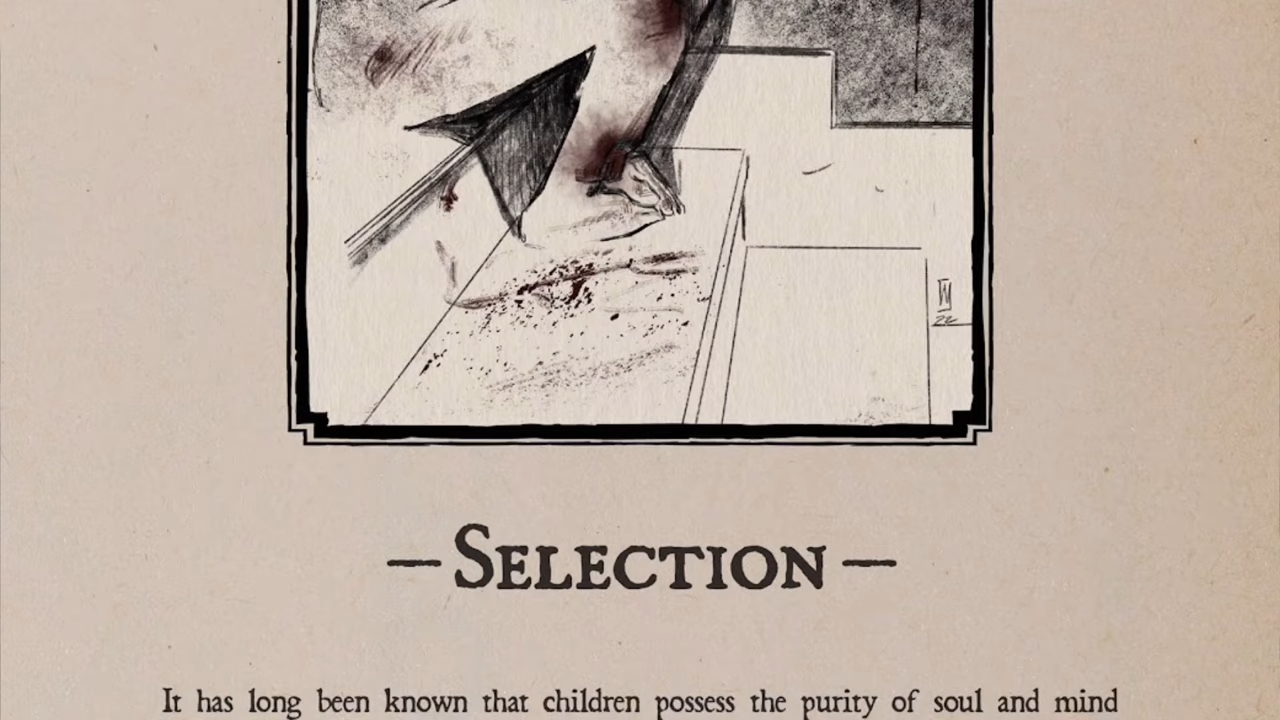 — Selection —
It has long been known that children possess the purity of soul and mind